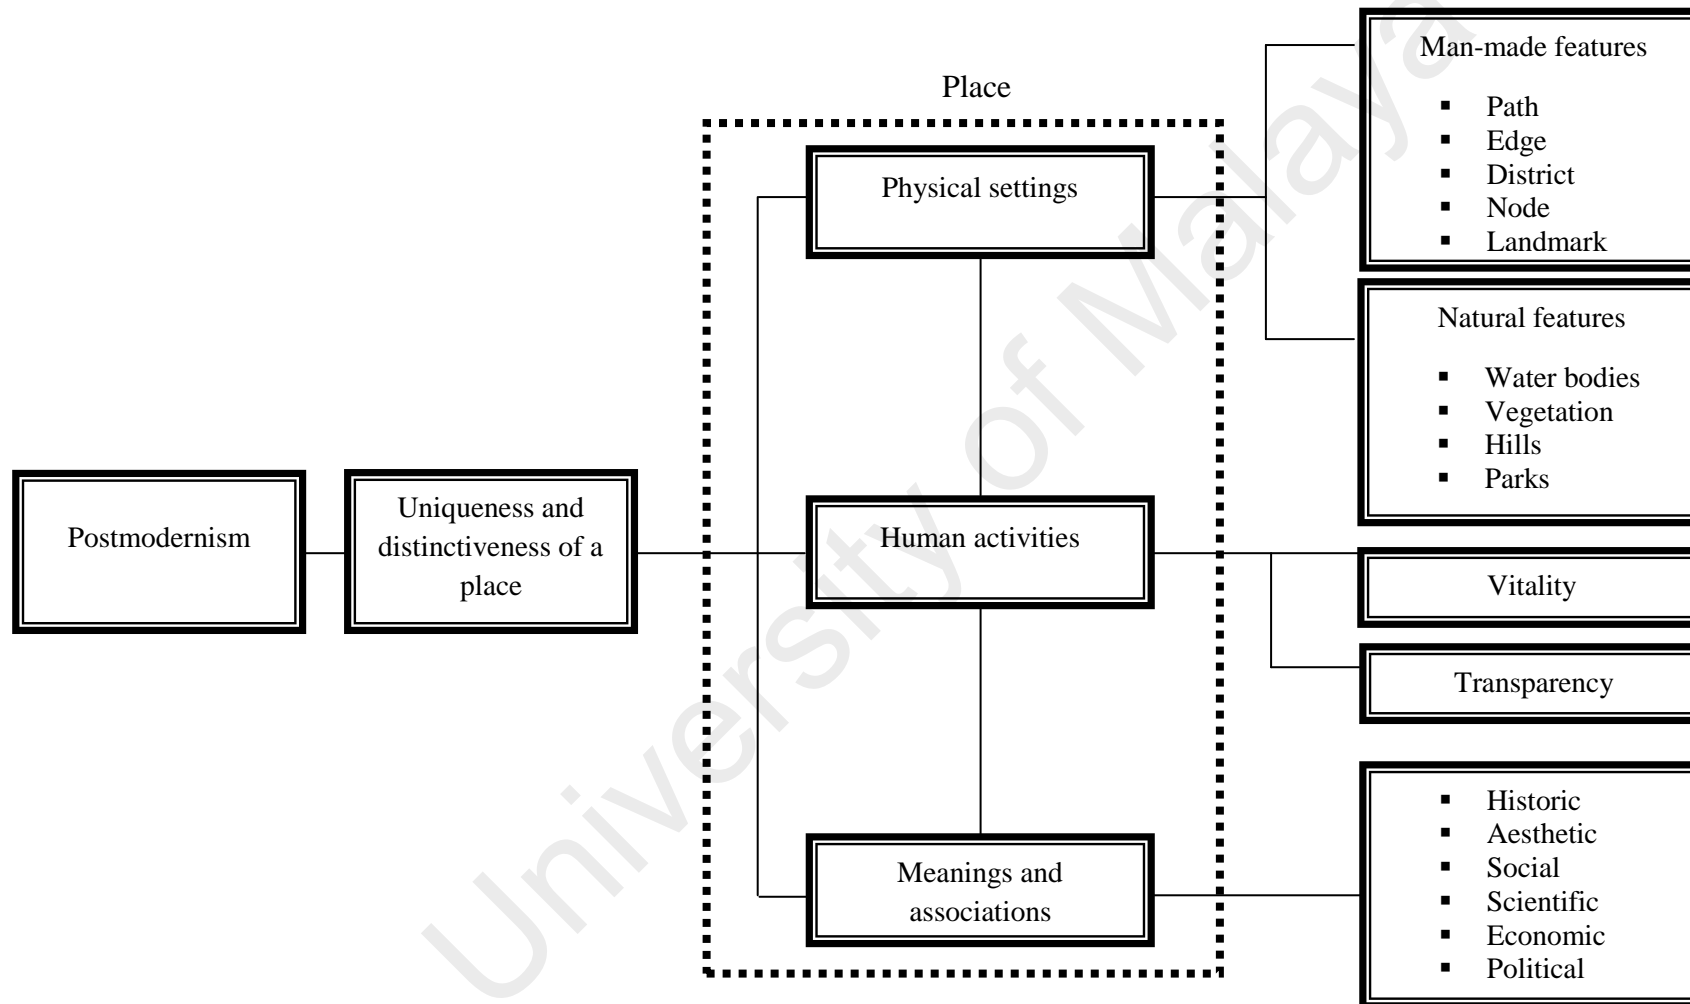 Place
Postmodernism
Uniqueness and
distinctiveness of a
place
Physical settings
Human activities
Meanings and
associations
Man-made features
▪ Path
▪ Edge
▪ District
▪ Node
▪ Landmark
Natural features
▪ Water bodies
▪ Vegetation
▪ Hills
▪ Parks
Vitality
Transparency
▪ Historic
▪ Aesthetic
▪ Social
▪ Scientific
▪ Economic
▪ Political
University of Malaya